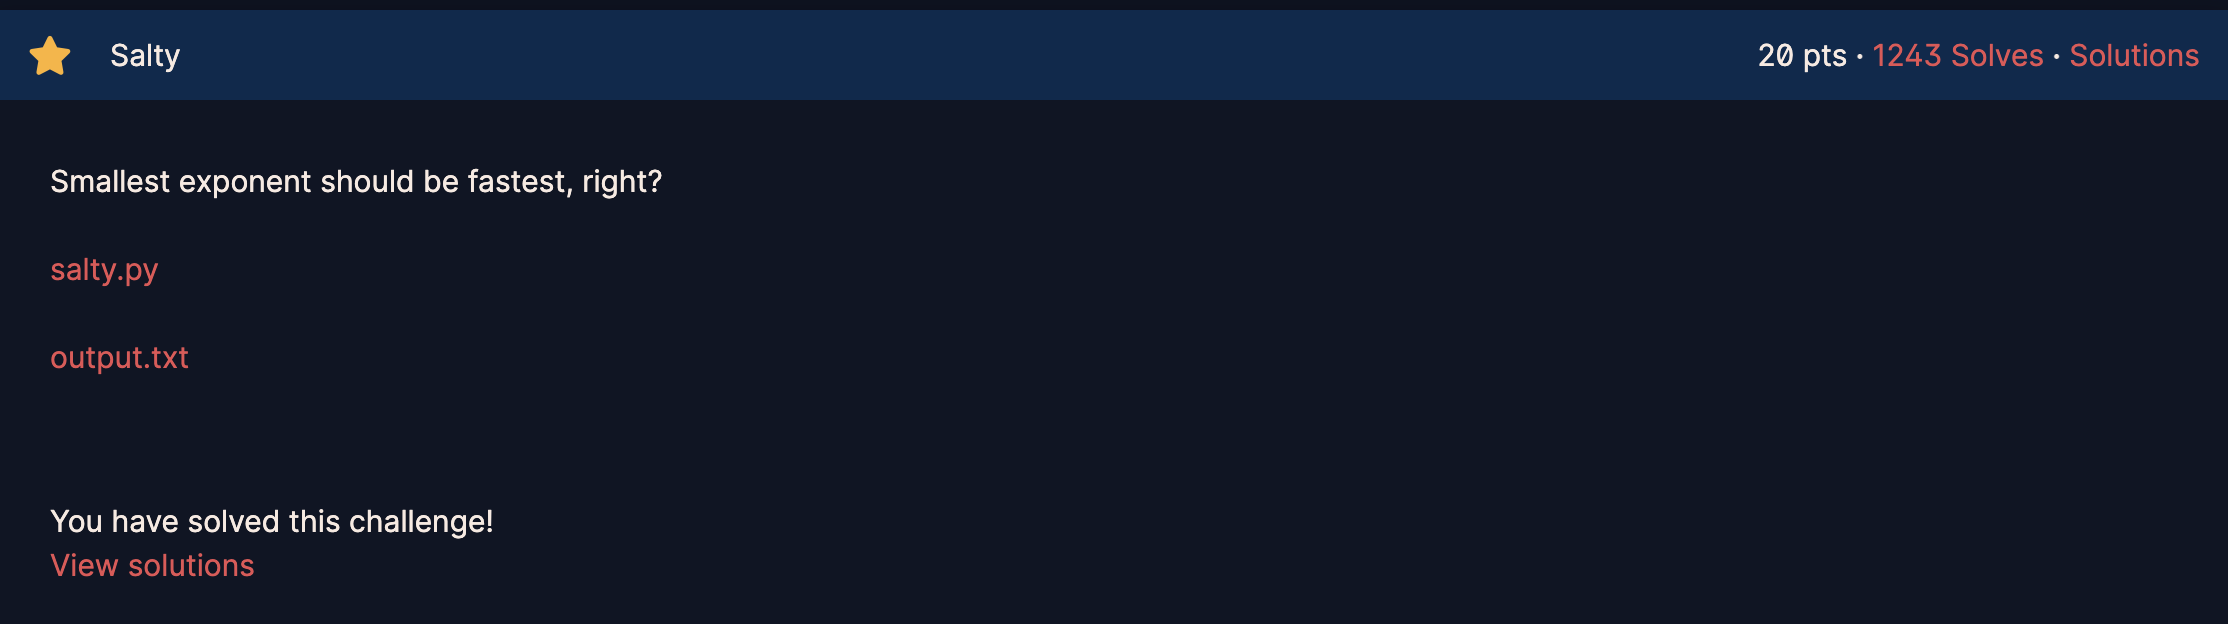 Salty 20 pts · 1243 Solves · Solutions
Smallest exponent should be fastest, right?
salty.py
output.txt
You have solved this challenge!
View solutions